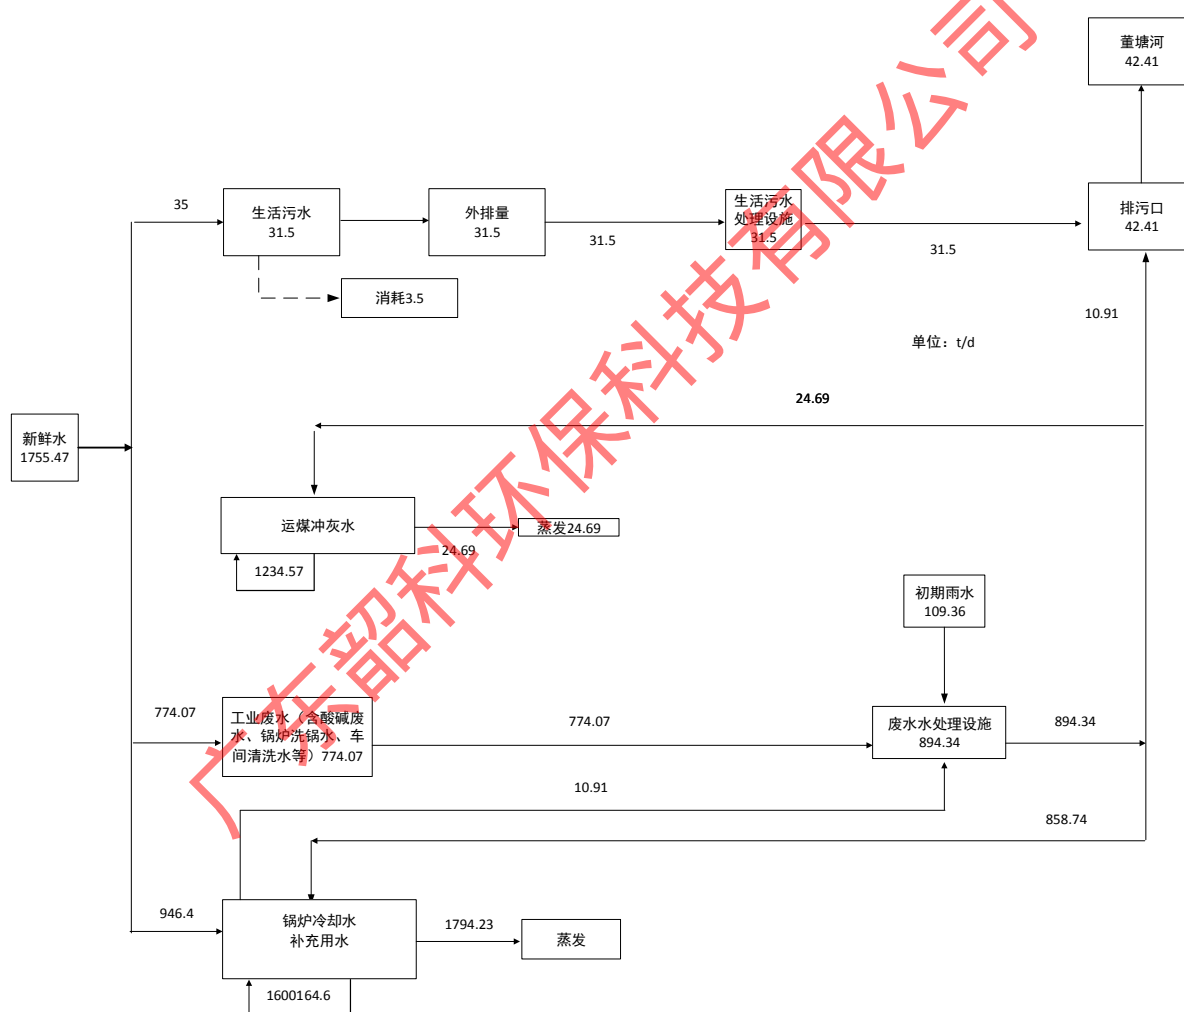 董塘河
42.41
35
生活污水
31.5
外排量
31.5
31.5
生活污水
处理设施
31.5
31.5
排污口
42.41
消耗3.5
10.91
单位：t/d
24.69
新鲜水
1755.47
运煤冲灰水
24.69
蒸发24.69
1234.57
初期雨水
109.36
774.07
工业废水（含酸碱废
水、锅炉洗锅水、车
间清洗水等）774.07
774.07
废水水处理设施
894.34
894.34
10.91
858.74
946.4
锅炉冷却水
补充用水
1794.23
蒸发
1600164.6
广东韶科环保科技有限公司